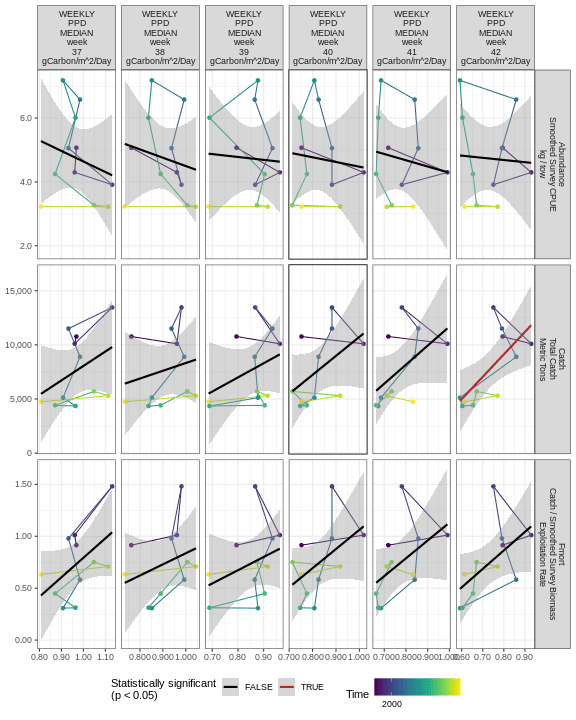 WEEKLY
PPD
MEDIAN
week
37
gCarbon/m^2/Day
WEEKLY
PPD
MEDIAN
week
38
gCarbon/m^2/Day
WEEKLY
PPD
MEDIAN
week
39
gCarbon/m^2/Day
WEEKLY
PPD
MEDIAN
week
40
gCarbon/m^2/Day
WEEKLY
PPD
MEDIAN
week
41
gCarbon/m^2/Day
WEEKLY
PPD
MEDIAN
week
42
gCarbon/m^2/Day
6.0
4.0
2.0
Abundance
Smoothed Survey CPUE
kg / tow
15,000
10,000
5,000
0
Catch
Total Catch
Metric Tons
1.50
1.00
0.50
0.00
Fmort
Catch / Smoothed Survey Biomass
Exploitation Rate
0.80 0.90 1.00 1.10
0.800 0.900 1.000
0.70 0.80 0.90
0.700 0.800 0.900 1.000
0.700 0.800 0.900 1.000
0.60 0.70 0.80 0.90
Statistically significant
(p < 0.05)
FALSE
TRUE
Time
2000